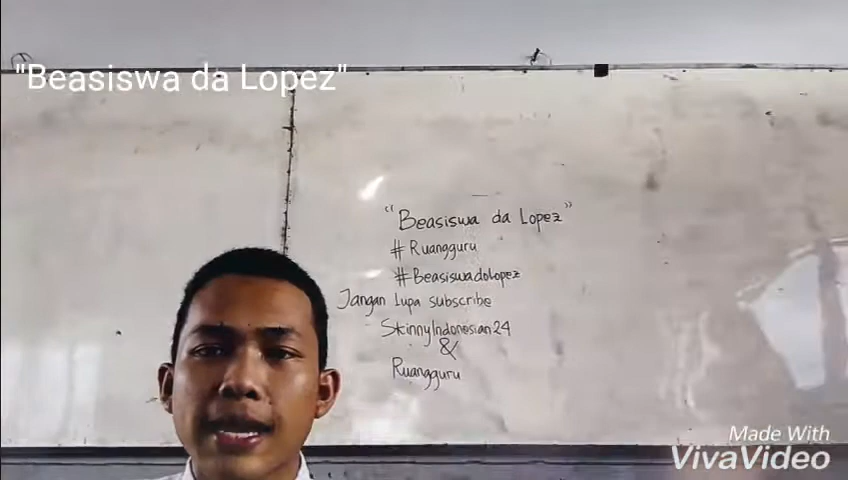 "Beasiswa da Lopez"
"Beasiswa da Lopez"
#Ruangguru
#BeasiswadaLopez
Jangan lupa subscribe
SkinnyIndonesian24
&
Ruangguru
Made With
VivaVideo